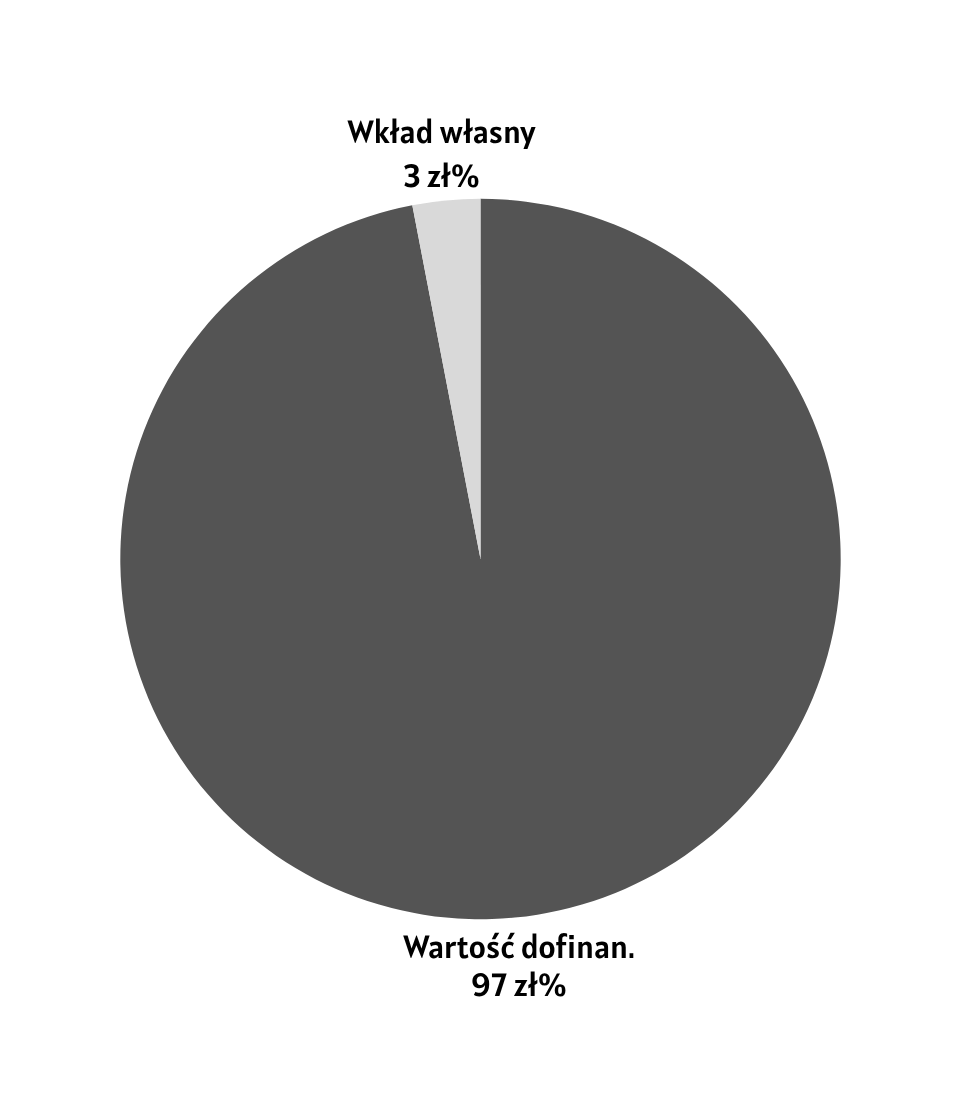 Wkład własny
3 zł%
Wartość dofinan.
97 zł%